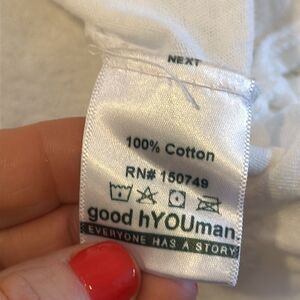 NEXT
100% Cotton
RN# 150749
good hYOUman
EVERYONE HAS A STORY